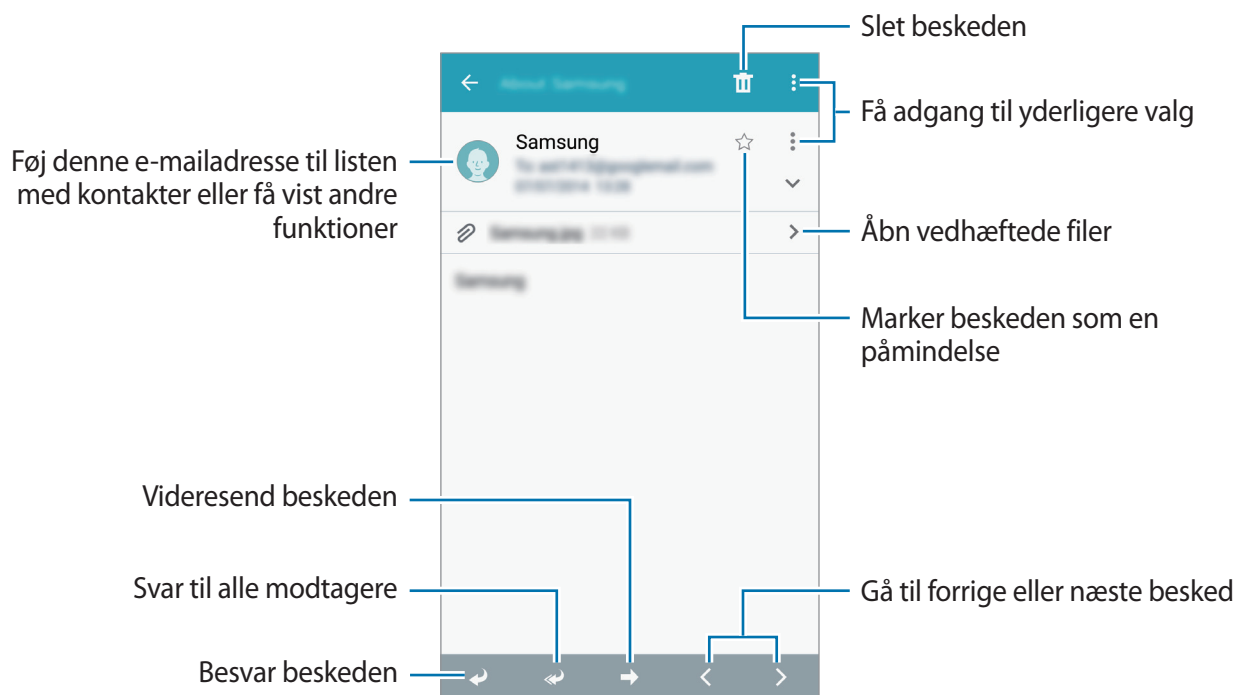 Slet beskeden
Få adgang til yderligere valg
Samsung
Føj denne e-mailadresse til listen
med kontakter eller få vist andre
funktioner
Åbn vedhæftede filer
Marker beskeden som en
påmindelse
Videresend beskeden
Svar til alle modtagere
Gå til forrige eller næste besked
Besvar beskeden